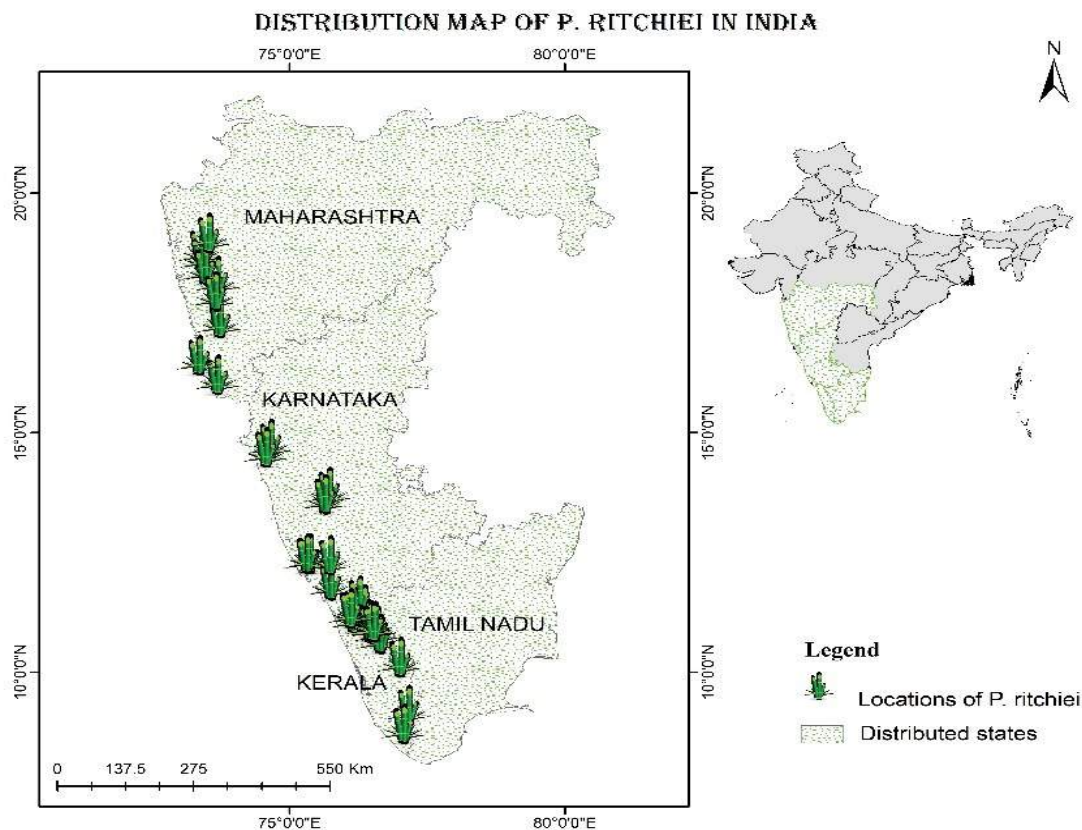 DISTRIBUTION MAP OF P. RITCHIEI IN INDIA
75°0'0"E 80°0'0"E
N
20°0'0"N 20°0'0"N
MAHARASHTRA
KARNATAKA
15°0'0"N 15°0'0"N
TAMIL NADU
KERALA
10°0'0"N 10°0'0"N
Legend
Locations of P. ritchiei
Distributed states
0 137.5 275 550 Km
75°0'0"E 80°0'0"E